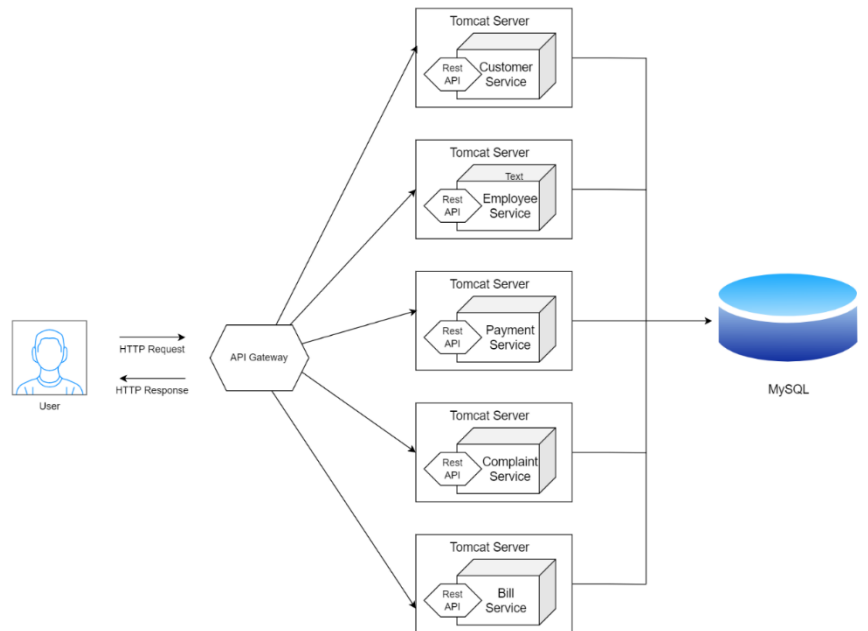 Tomcat Server
Rest
API
Customer
Service
Tomcat Server
Text
Rest
API
Employee
Service
Tomcat Server
Rest
API
Payment
Service
HTTP Request
API Gateway
HTTP Response
User
MySQL
Tomcat Server
Rest
API
Complaint
Service
Tomcat Server
Rest
API
Bill
Service